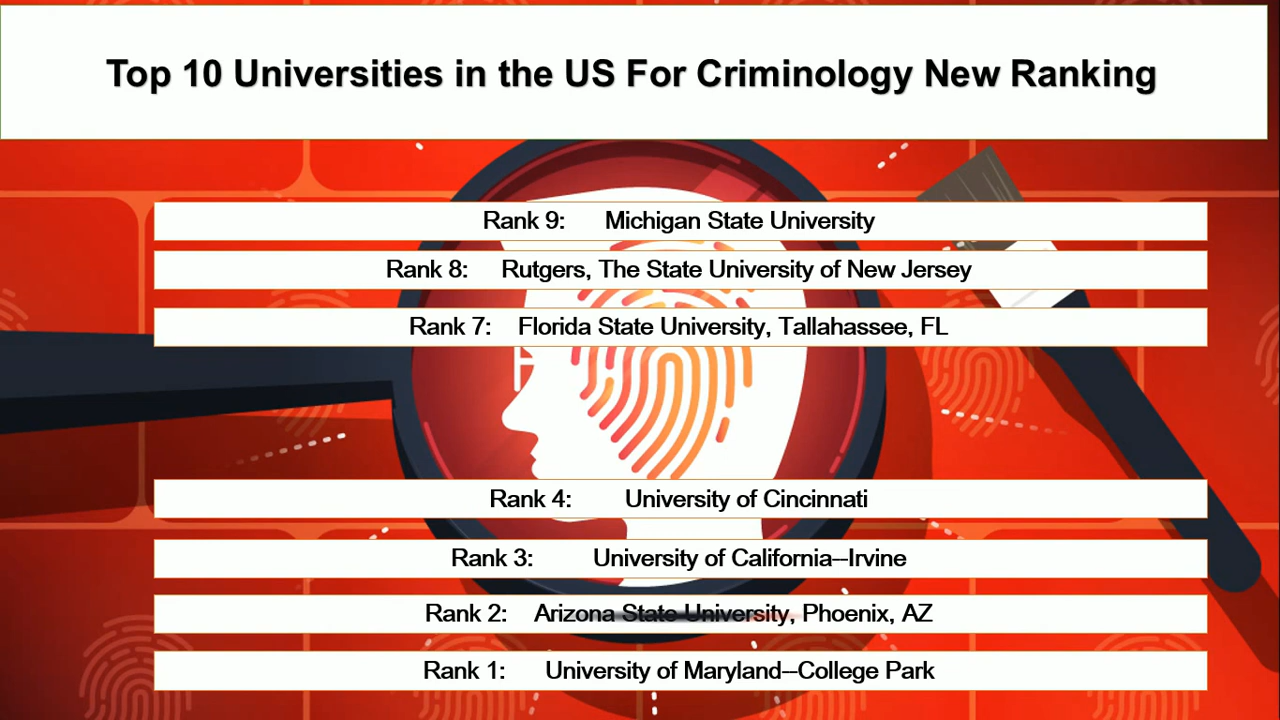 Top 10 Universities in the US For Criminology New Ranking
Rank 9: Michigan State University
Rank 8: Rutgers, The State University of New Jersey
Rank 7: Florida State University, Tallahassee, FL
Rank 4: University of Cincinnati
Rank 3: University of California--Irvine
Rank 2: Arizona State University, Phoenix, AZ
Rank 1: University of Maryland--College Park